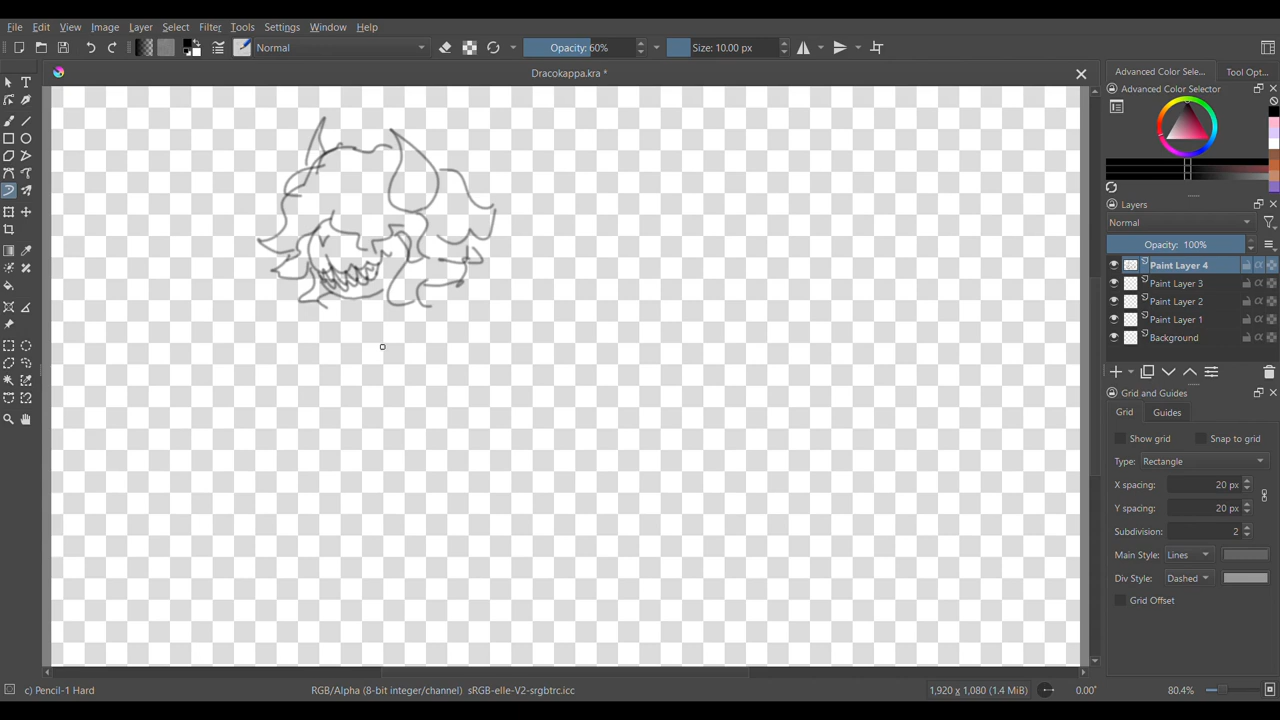 File Edit View Image Layer Select Filter Tools Settings Window Help
Normal Opacity: 60% Size: 10.00 px
Dracokappa.kra *
Advanced Color Sele... Tool Opt...
Advanced Color Selector
Layers
Normal
Opacity: 100%
Paint Layer 4
Paint Layer 3
Paint Layer 2
Paint Layer 1
Background
Grid and Guides
Grid Guides
Show grid Snap to grid
Type: Rectangle
X spacing: 20 px
Y spacing: 20 px
Subdivision: 2
Main Style: Lines
Div Style: Dashed
Grid Offset
c) Pencil-1 Hard RGB/Alpha (8-bit integer/channel) sRGB-elle-V2-srgbtrc.icc 1,920 x 1,080 (1.4 MiB) 0.00° 80.4%